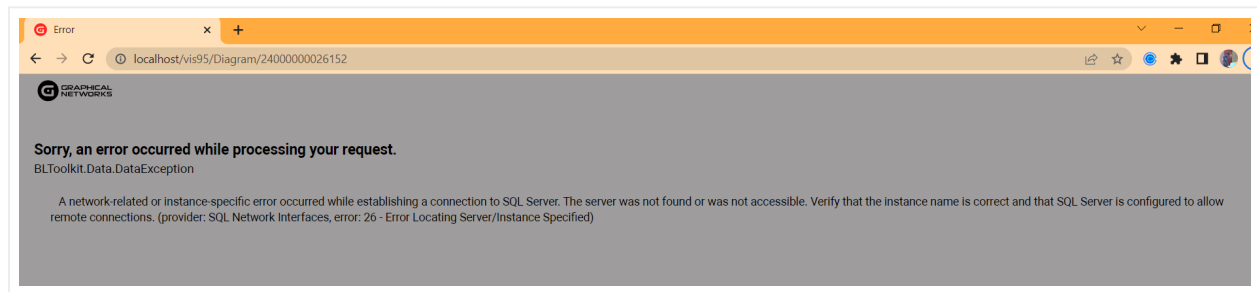 Error
localhost/vis95/Diagram/24000000026152
G GRAPHICAL
NETWORKS
Sorry, an error occurred while processing your request.
BLToolkit.Data.DataException
A network-related or instance-specific error occurred while establishing a connection to SQL Server. The server was not found or was not accessible. Verify that the instance name is correct and that SQL Server is configured to allow
remote connections. (provider: SQL Network Interfaces, error: 26 - Error Locating Server/Instance Specified)